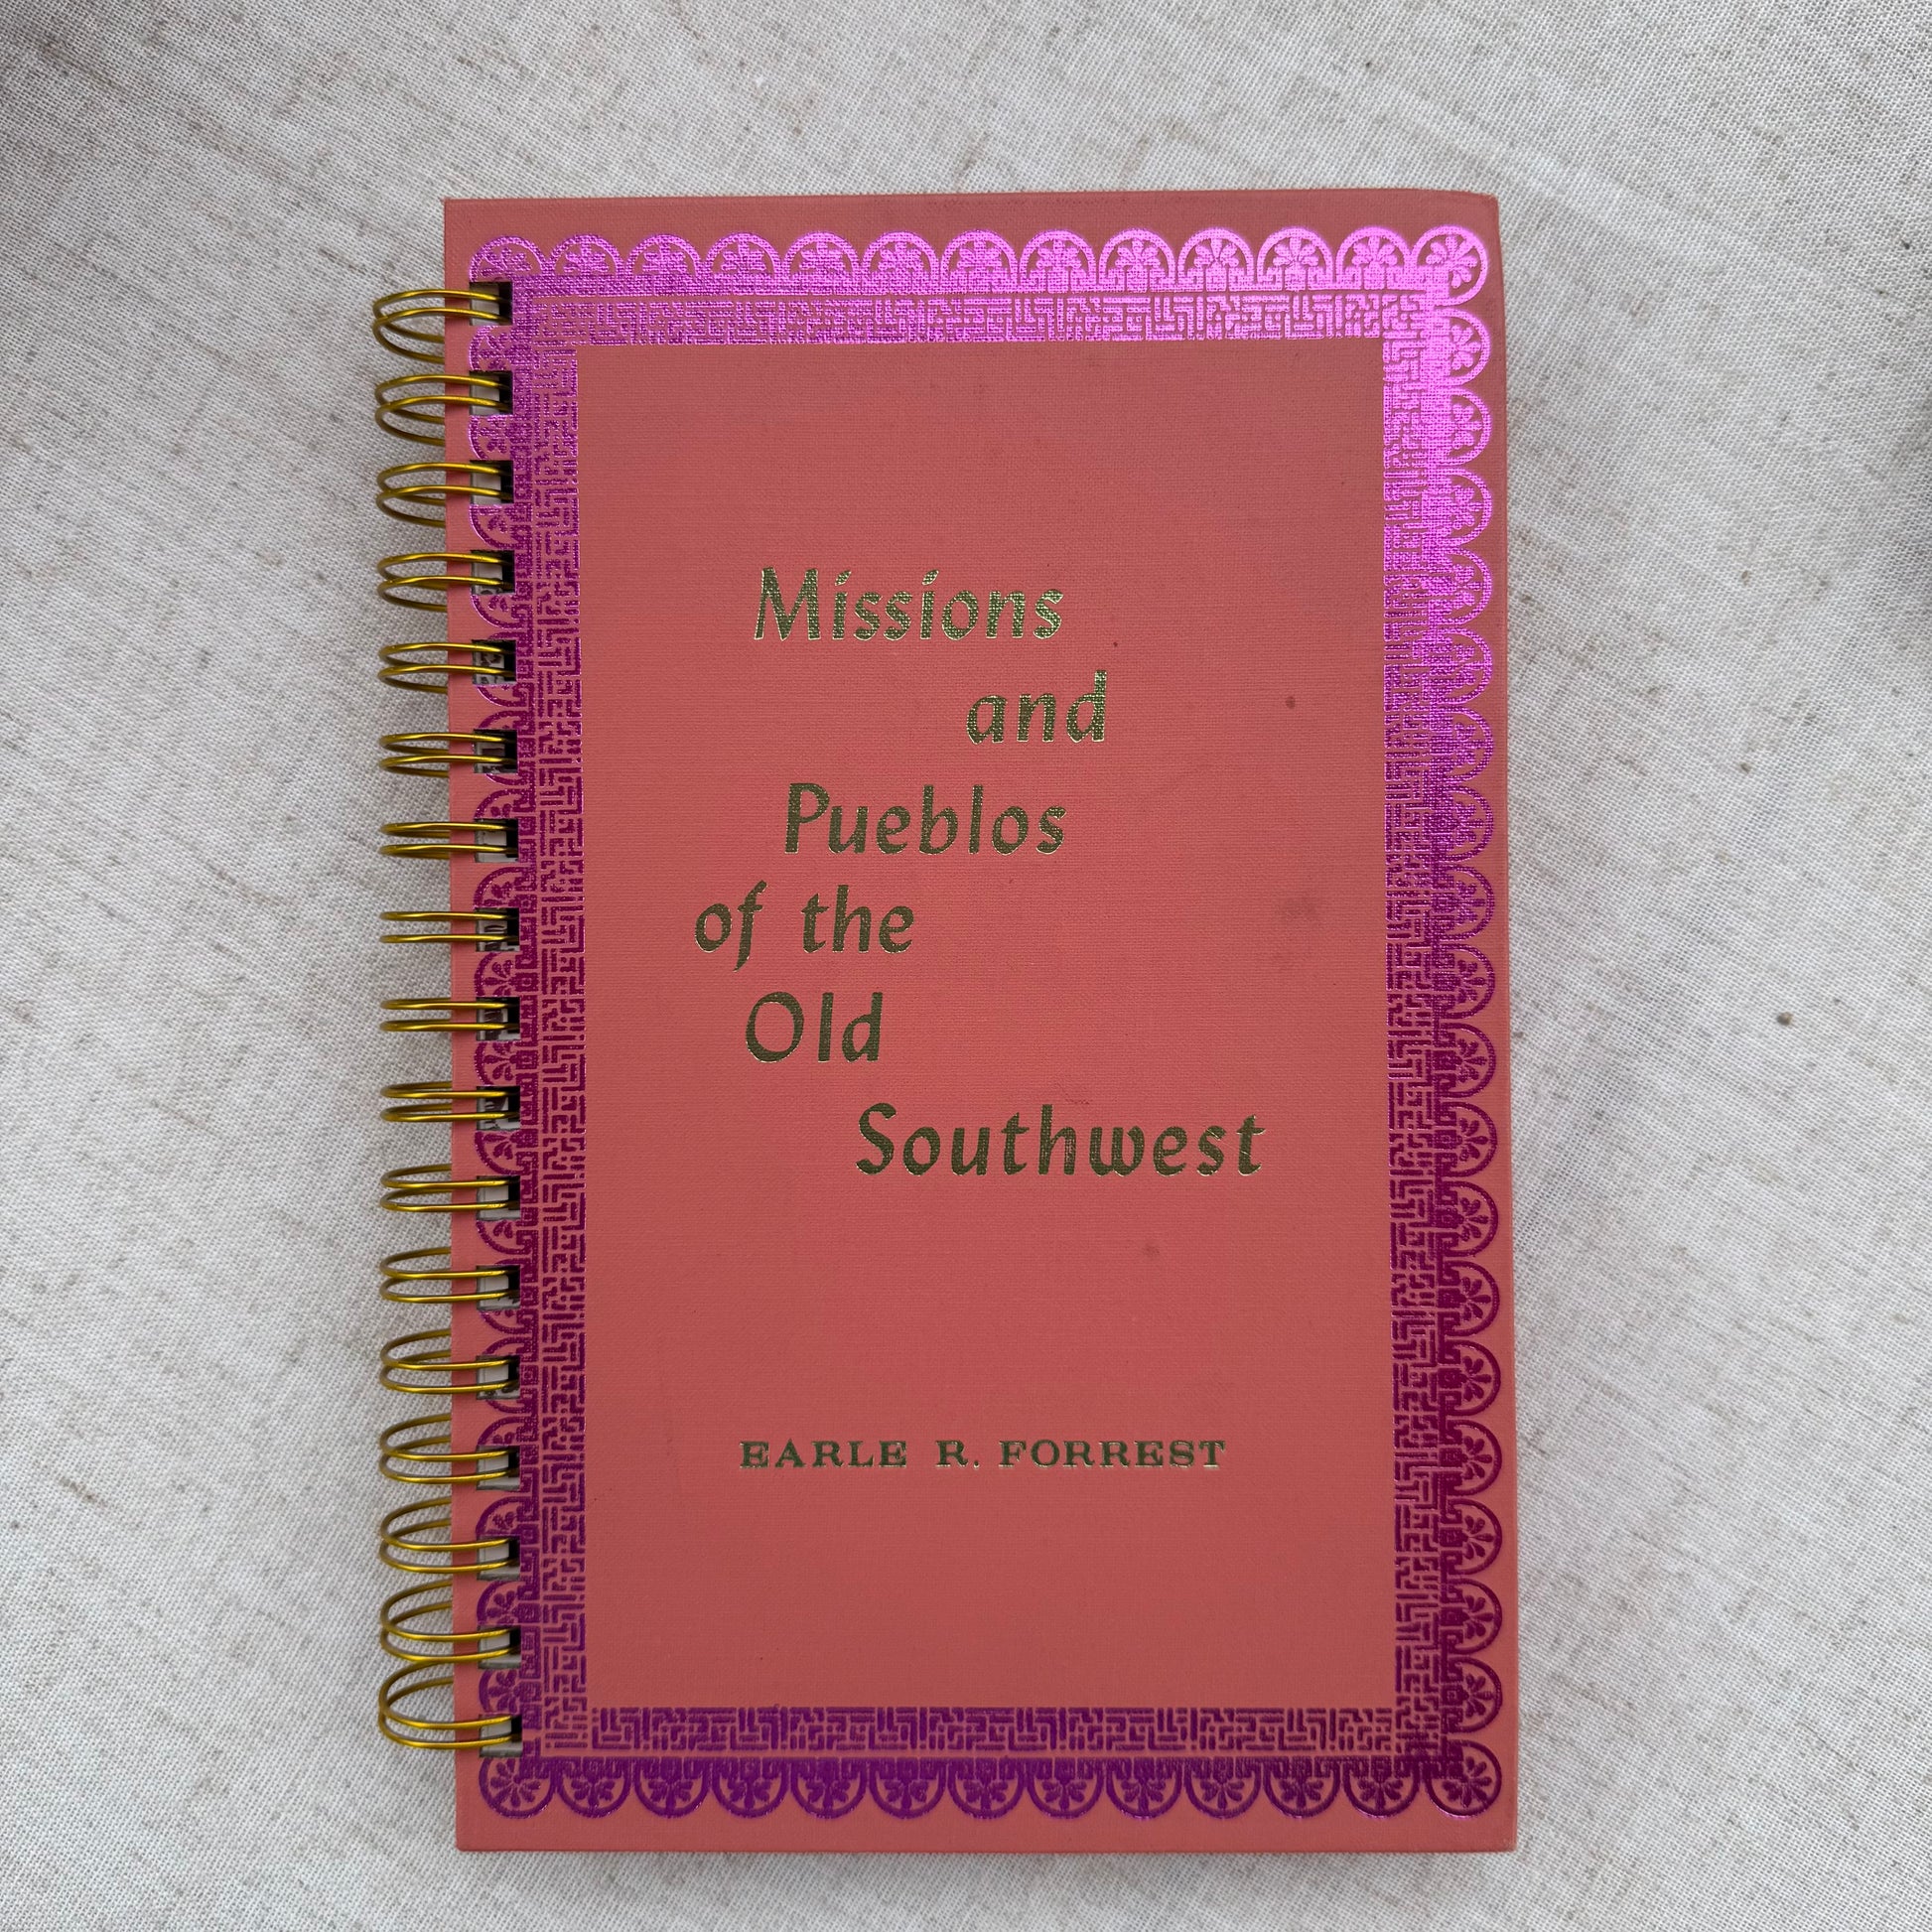 Missions
and
Pueblos
of the
Old
Southwest
EARLE R. FORREST